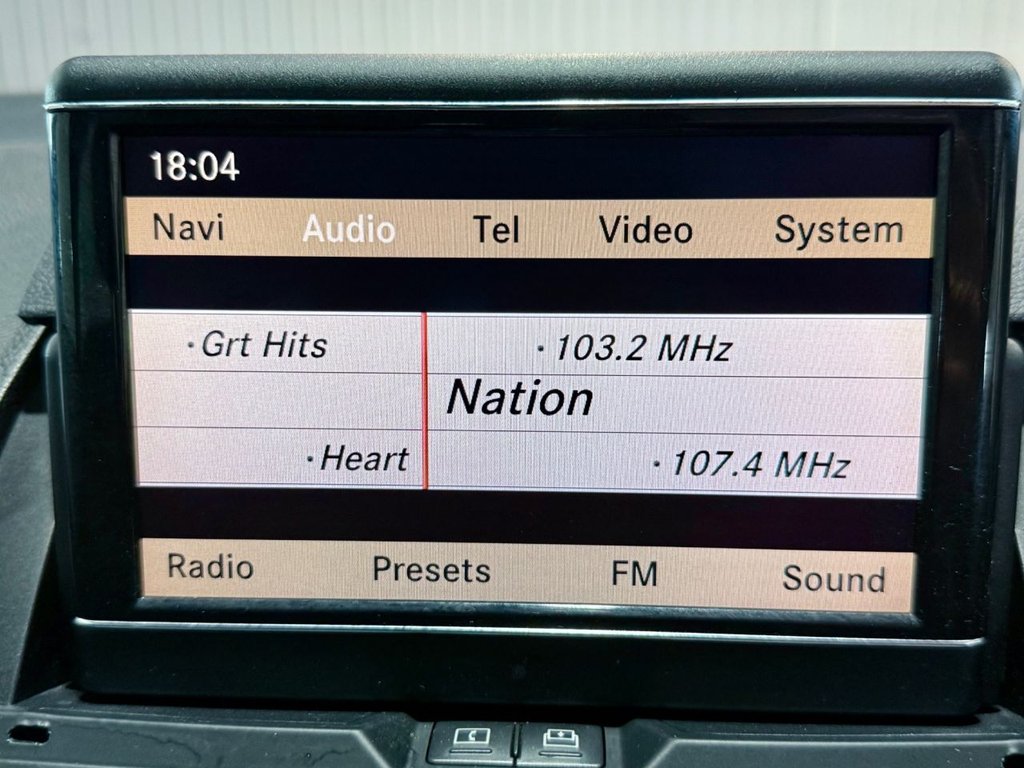 18:04
Navi Audio Tel Video System
· Grt Hits · 103.2 MHz
Nation
· Heart · 107.4 MHz
Radio Presets FM Sound